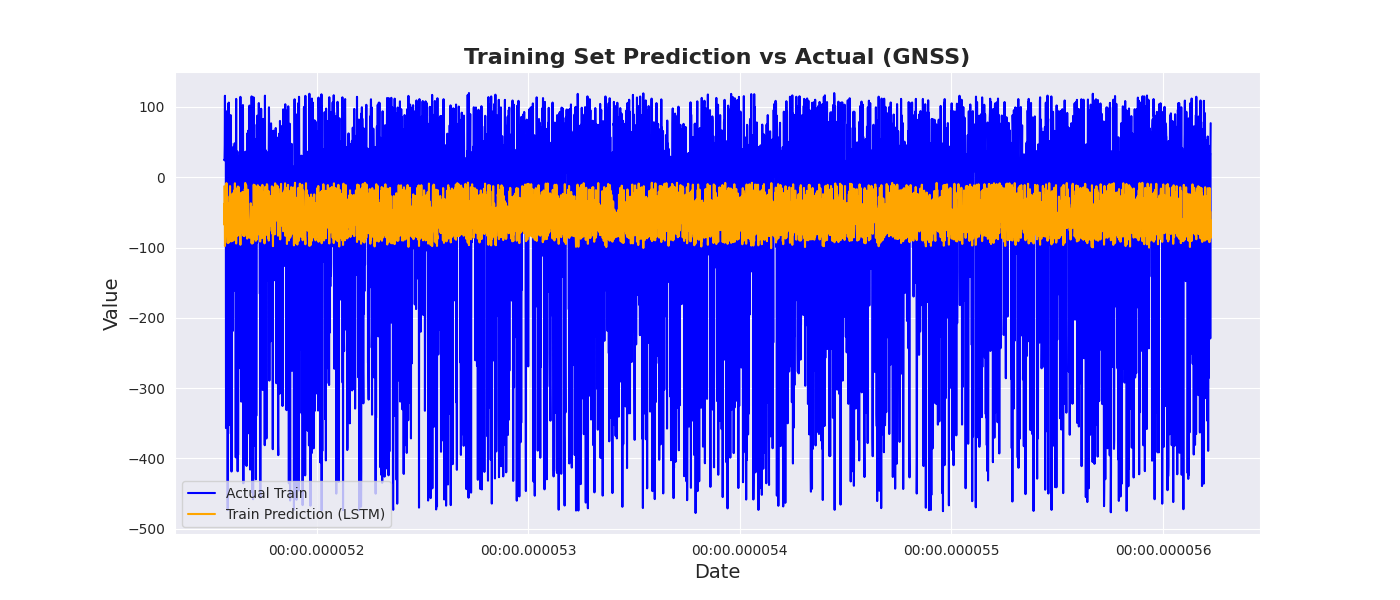 Training Set Prediction vs Actual (GNSS)
100
0
−100
−200
−300
−400
−500
Value
Actual Train
Train Prediction (LSTM)
00:00.000052
00:00.000053
00:00.000054
00:00.000055
00:00.000056
Date